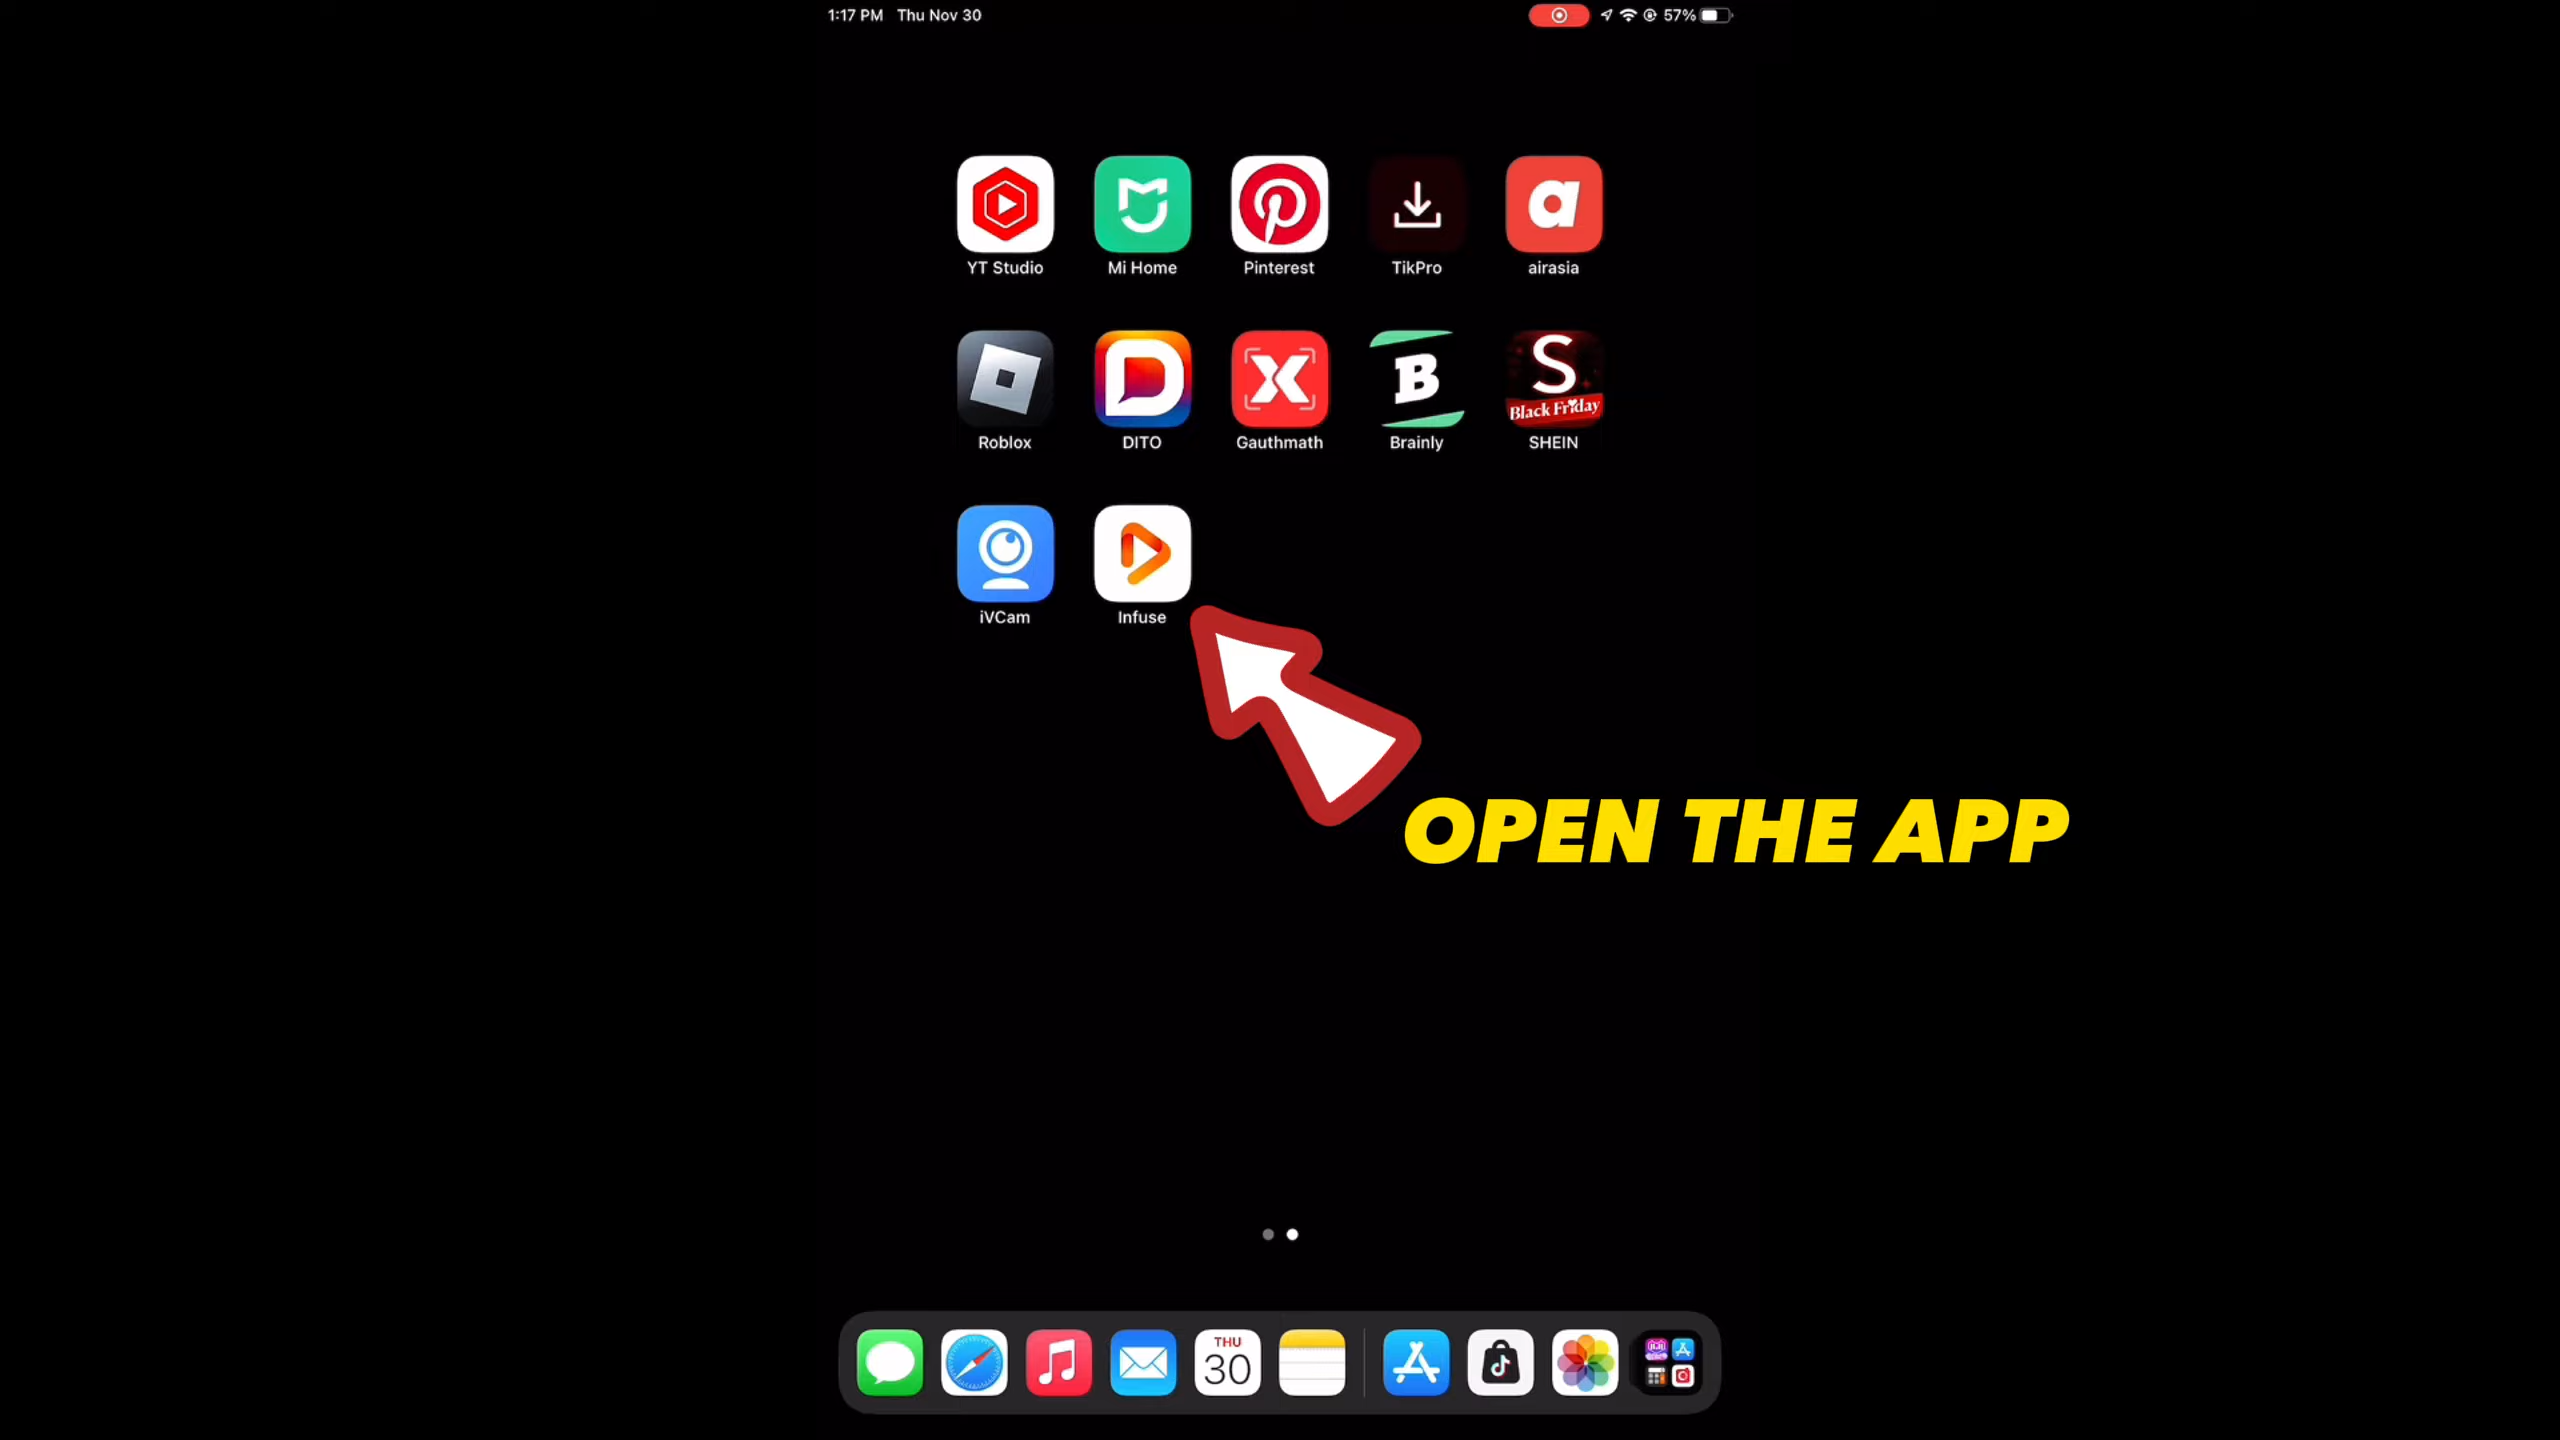 1:17 PM Thu Nov 30
57%
YT Studio
Mi Home
Pinterest
TikPro
airasia
Black Friday
Roblox
DITO
Gauthmath
Brainly
SHEIN
iVCam
Infuse
OPEN THE APP
THU
30